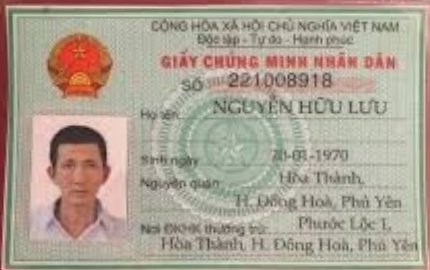 CỘNG HÒA XÃ HỘI CHỦ NGHĨA VIỆT NAM
Độc lập - Tự do - Hạnh phúc
GIẤY CHỨNG MINH NHÂN DÂN
SỐ 221008918
Họ tên: NGUYỄN HỮU LƯU
Sinh ngày 20-01-1970
Nguyên quán Hòa Thành,
H. Đông Hoà, Phú Yên
Nơi ĐKHK thường trú: Phước Lộc 1,
Hòa Thành, H. Đông Hoà, Phú Yên